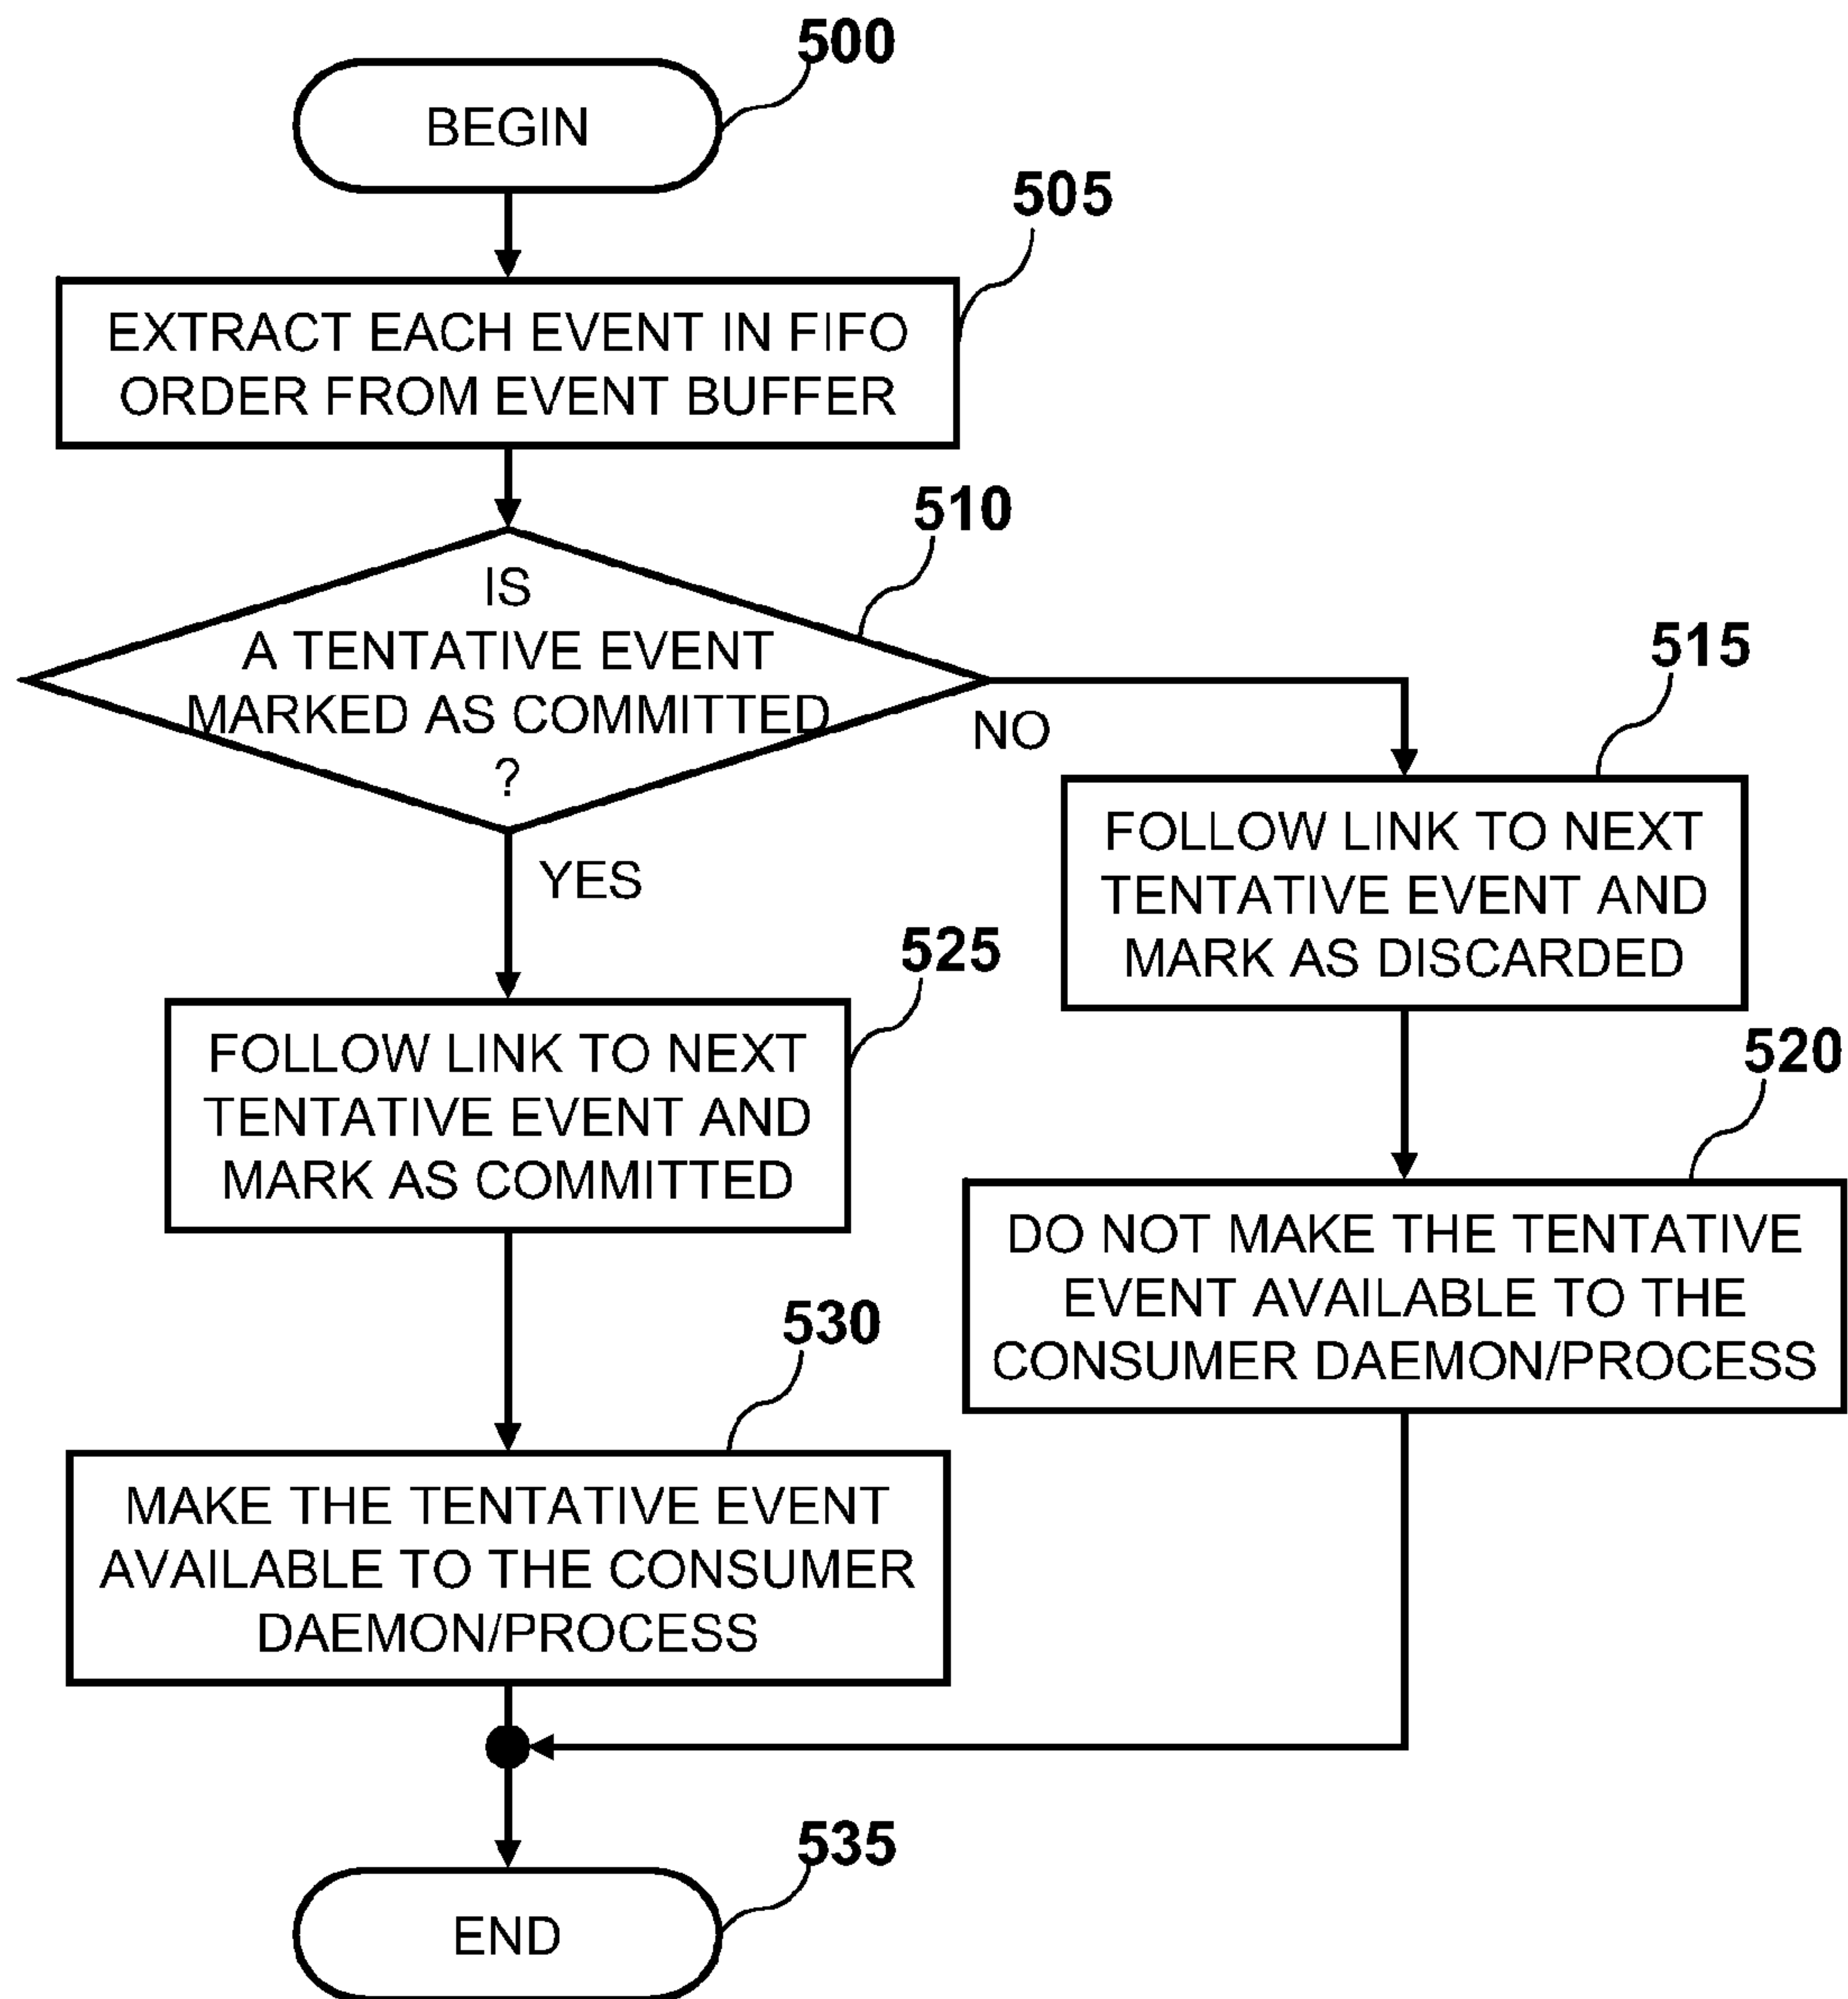 500
BEGIN
505
EXTRACT EACH EVENT IN FIFO
ORDER FROM EVENT BUFFER
510
IS
A TENTATIVE EVENT
MARKED AS COMMITTED
?
NO
YES
515
FOLLOW LINK TO NEXT
TENTATIVE EVENT AND
MARK AS DISCARDED
525
FOLLOW LINK TO NEXT
TENTATIVE EVENT AND
MARK AS COMMITTED
520
DO NOT MAKE THE TENTATIVE
EVENT AVAILABLE TO THE
CONSUMER DAEMON/PROCESS
530
MAKE THE TENTATIVE EVENT
AVAILABLE TO THE CONSUMER
DAEMON/PROCESS
535
END